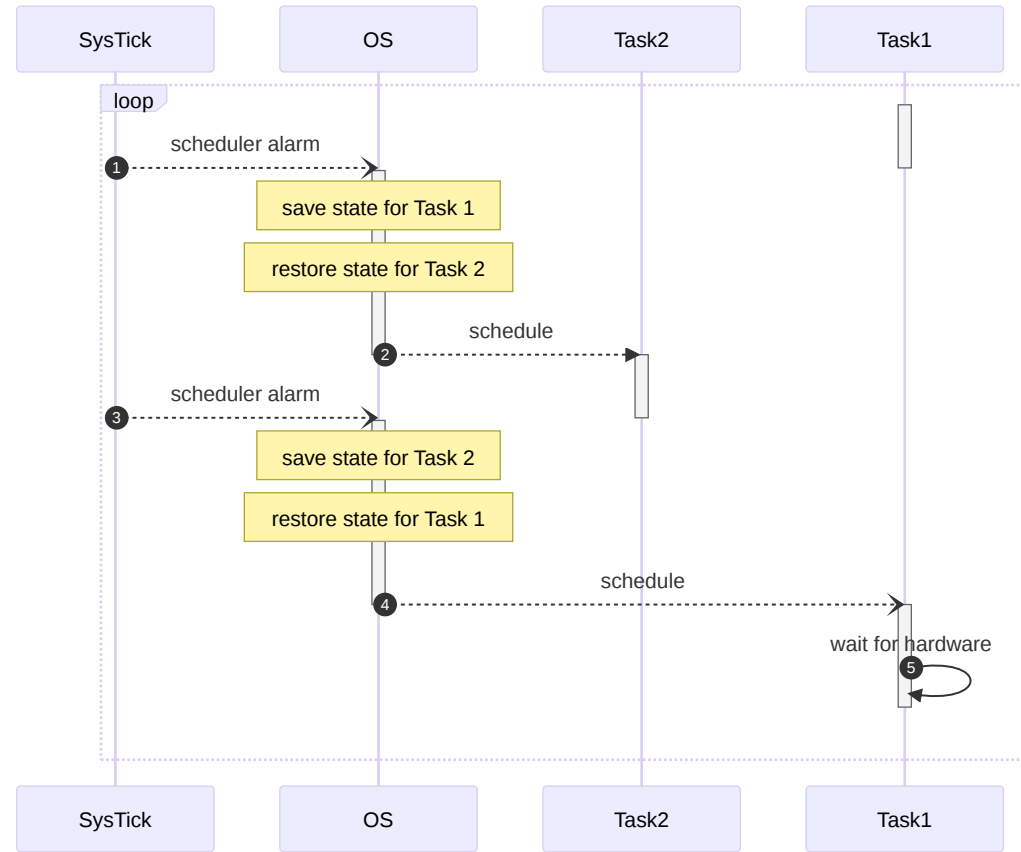 SysTick
OS
Task2
Task1
loop
scheduler alarm
1
save state for Task 1
restore state for Task 2
schedule
2
scheduler alarm
3
save state for Task 2
restore state for Task 1
schedule
4
wait for hardware
5
SysTick
OS
Task2
Task1